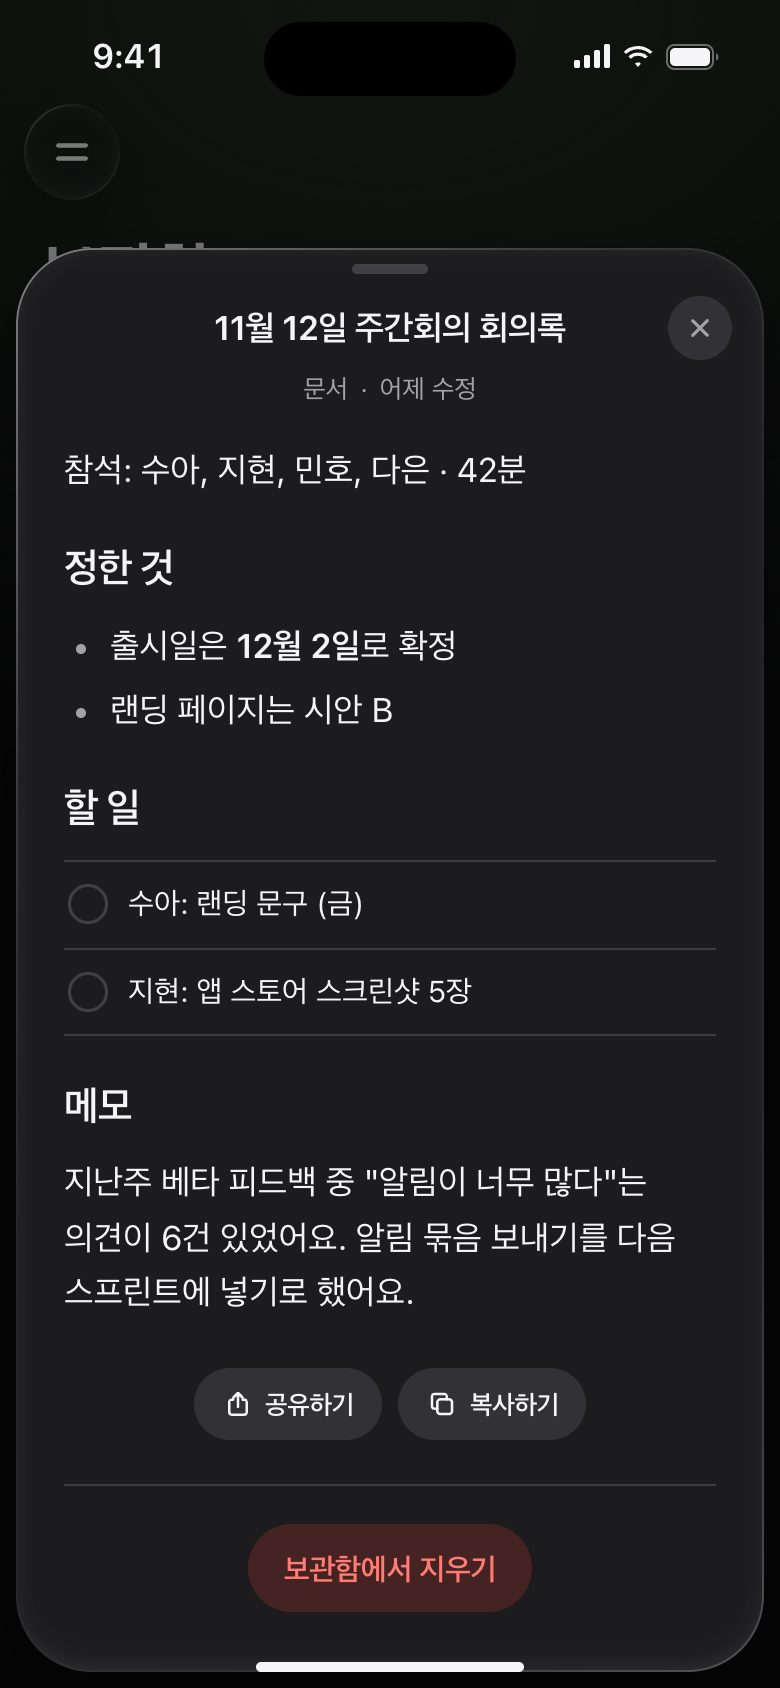 9:41
11월 12일 주간회의 회의록
문서 · 어제 수정
참석: 수아, 지현, 민호, 다은 · 42분
정한 것
• 출시일은 12월 2일로 확정
• 랜딩 페이지는 시안 B
할 일
수아: 랜딩 문구 (금)
지현: 앱 스토어 스크린샷 5장
메모
지난주 베타 피드백 중 "알림이 너무 많다"는
의견이 6건 있었어요. 알림 묶음 보내기를 다음
스프린트에 넣기로 했어요.
공유하기
복사하기
보관함에서 지우기